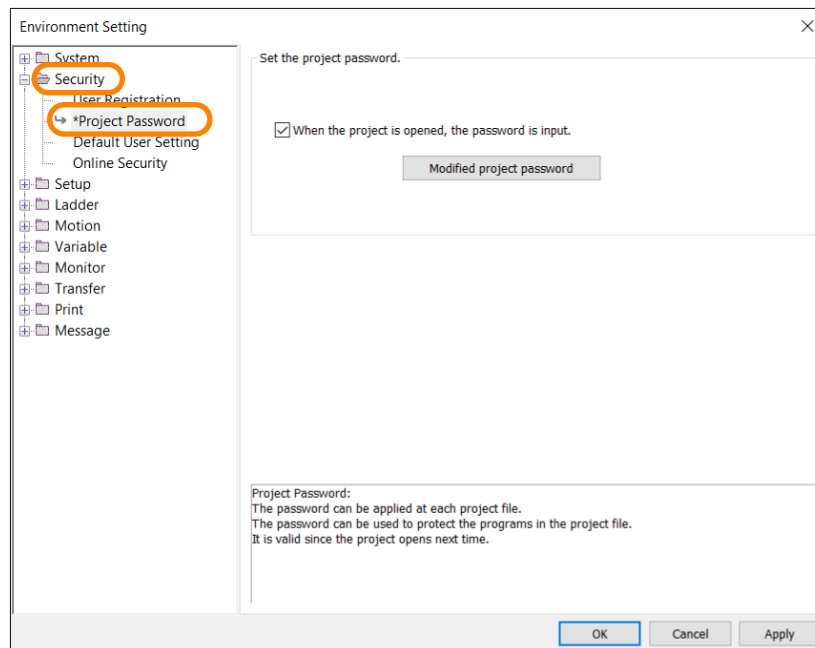 Environment Setting
System
Security
User Registration
*Project Password
Default User Setting
Online Security
Setup
Ladder
Motion
Variable
Monitor
Transfer
Print
Message
Set the project password.
When the project is opened, the password is input.
Modified project password
Project Password:
The password can be applied at each project file.
The password can be used to protect the programs in the project file.
It is valid since the project opens next time.
OK Cancel Apply